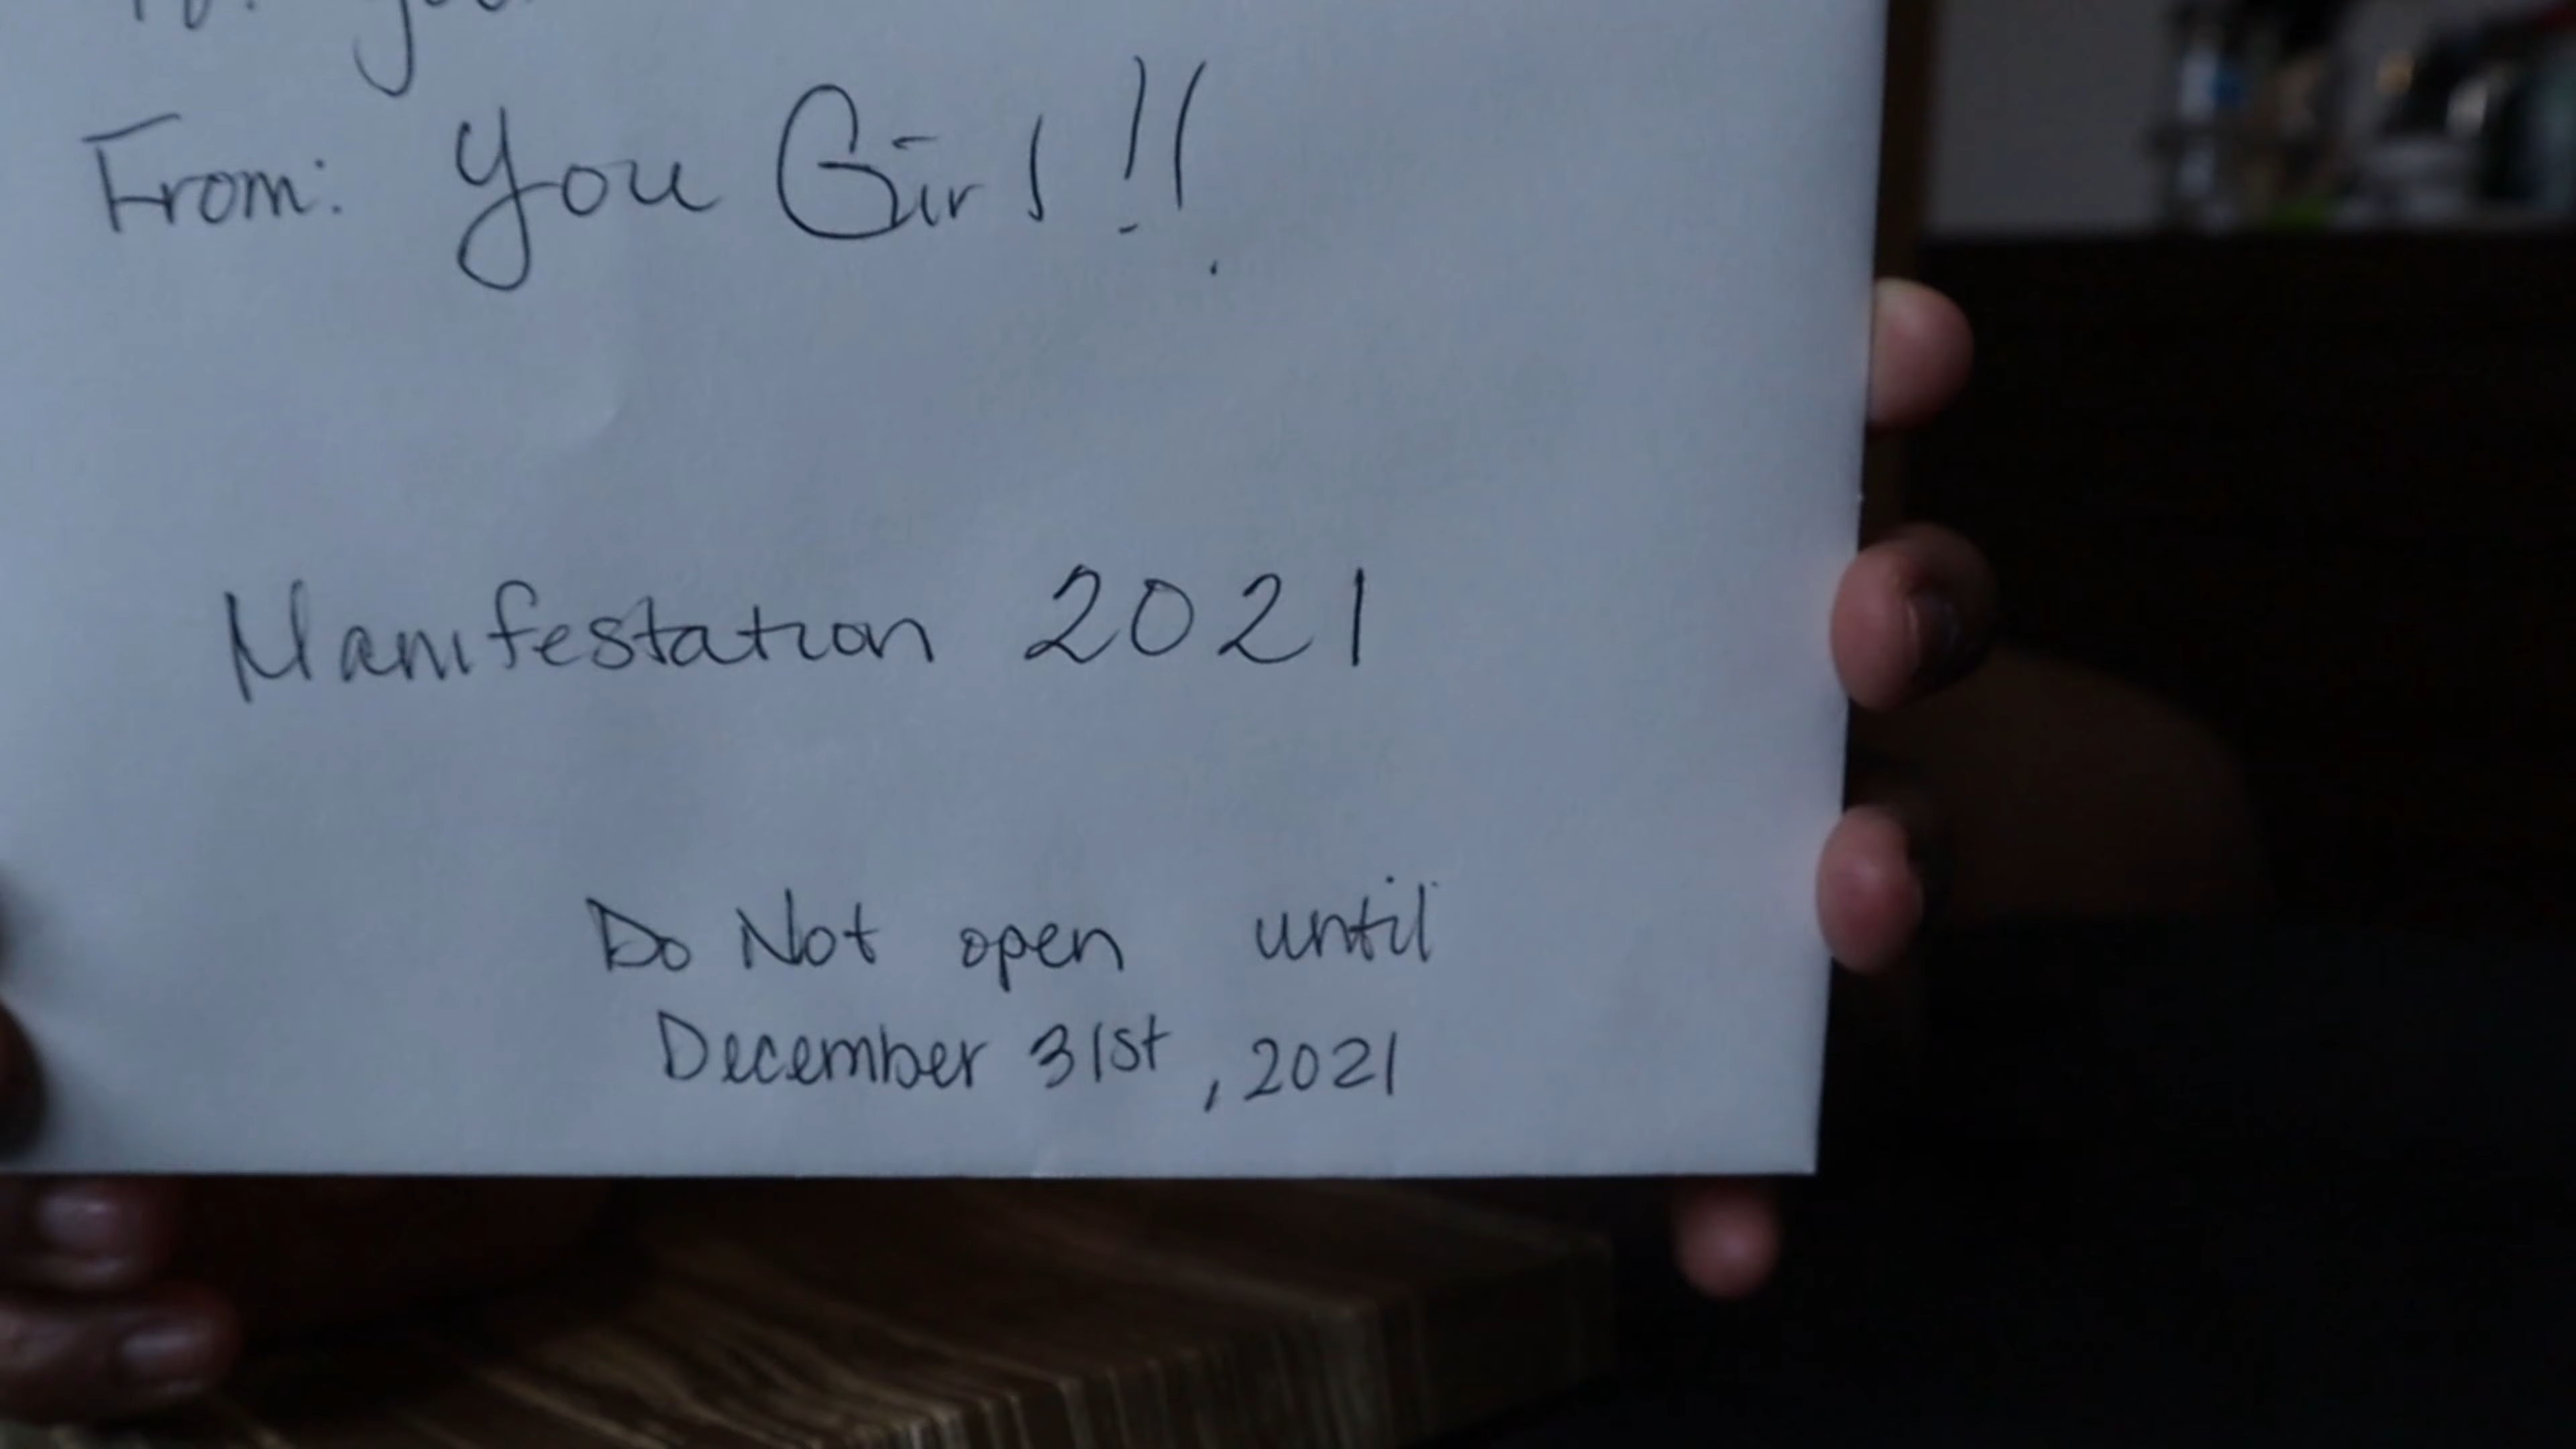 From: you Girl!!
Manifestation 2021
Do Not open until
December 31st, 2021